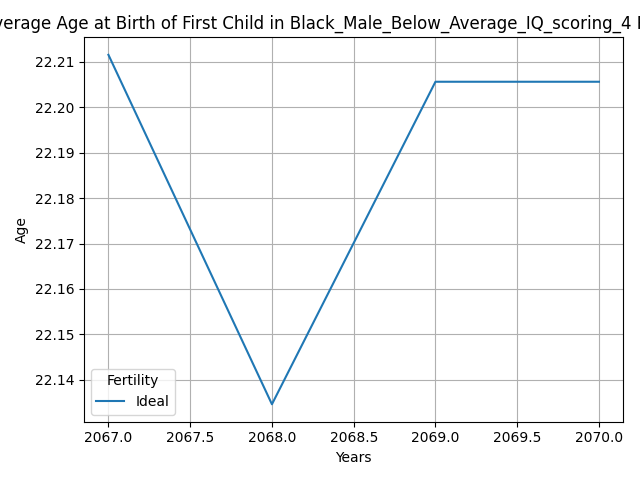 Average Age at Birth of First Child in Black_Male_Below_Average_IQ_scoring_4
22.21
22.20
22.19
22.18
22.17
22.16
22.15
22.14
Age
Fertility
Ideal
2067.0 2067.5 2068.0 2068.5 2069.0 2069.5 2070.0
Years